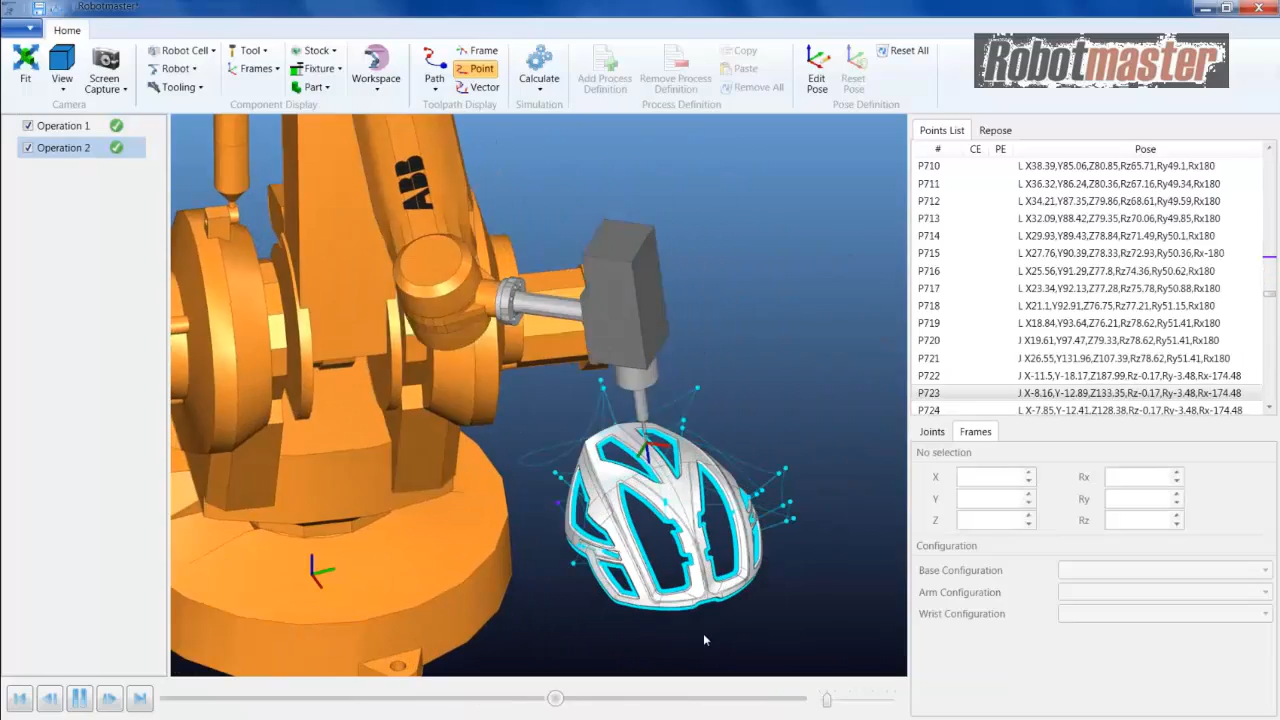 Robotmaster*
Home
Fit
View
Screen Capture
Camera
Robot Cell
Robot
Tooling
Tool
Frames
Stock
Fixture
Part
Component Display
Workspace
Path
Frame
Point
Vector
Toolpath Display
Calculate
Simulation
Add Process Definition
Remove Process Definition
Copy
Paste
Remove All
Process Definition
Edit Pose
Reset Pose
Reset All
Pose Definition
Robotmaster
Operation 1
Operation 2
ABB
Points List Repose
# CE PE Pose
P710 L X38.39,Y85.06,Z80.85,Rz65.71,Ry49.1,Rx180
P711 L X36.32,Y86.24,Z80.36,Rz67.16,Ry49.34,Rx180
P712 L X34.21,Y87.35,Z79.86,Rz68.61,Ry49.59,Rx180
P713 L X32.09,Y88.42,Z79.35,Rz70.06,Ry49.85,Rx180
P714 L X29.93,Y89.43,Z78.84,Rz71.49,Ry50.1,Rx180
P715 L X27.76,Y90.39,Z78.33,Rz72.93,Ry50.36,Rx-180
P716 L X25.56,Y91.29,Z77.8,Rz74.36,Ry50.62,Rx180
P717 L X23.34,Y92.13,Z77.28,Rz75.78,Ry50.88,Rx180
P718 L X21.1,Y92.91,Z76.75,Rz77.21,Ry51.15,Rx180
P719 L X18.84,Y93.64,Z76.21,Rz78.62,Ry51.41,Rx180
P720 J X19.61,Y97.47,Z79.33,Rz78.62,Ry51.41,Rx180
P721 J X26.55,Y131.96,Z107.39,Rz78.62,Ry51.41,Rx180
P722 J X-11.5,Y-18.17,Z187.99,Rz-0.17,Ry-3.48,Rx-174.48
P723 J X-8.16,Y-12.89,Z133.35,Rz-0.17,Ry-3.48,Rx-174.48
P724 L X-7.85,Y-12.41,Z128.38,Rz-0.17,Ry-3.48,Rx-174.48
Joints Frames
No selection
X Rx
Y Ry
Z Rz
Configuration
Base Configuration
Arm Configuration
Wrist Configuration